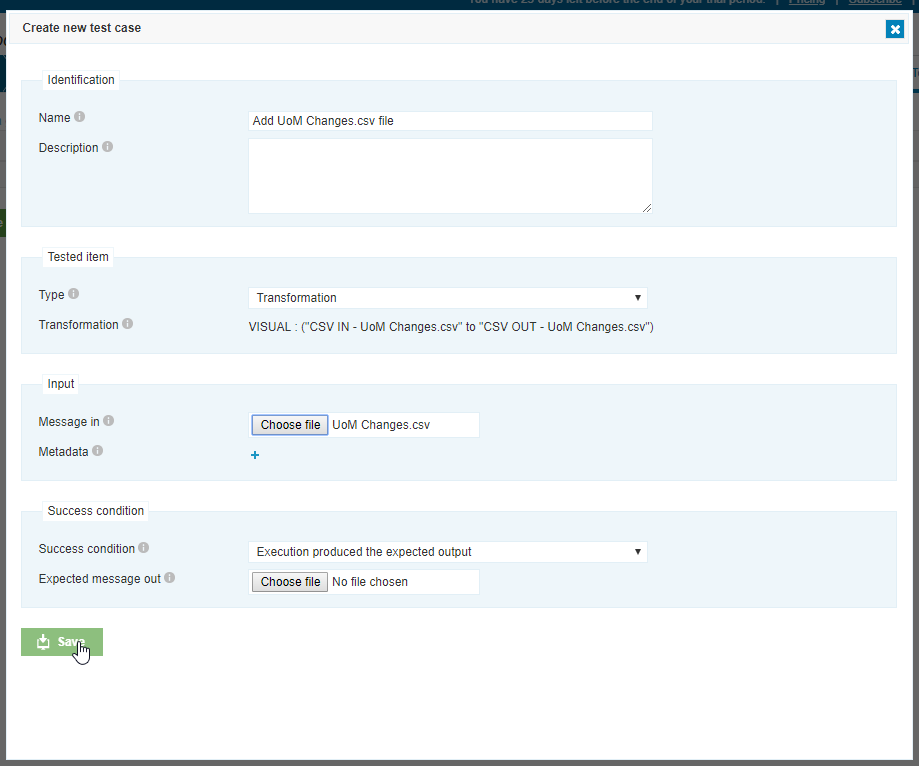 You have 25 days left before the end of your trial period. | Pricing | Subscribe |
Create new test case
Identification
Name
Add UoM Changes.csv file
Description
Tested item
Type
Transformation
Transformation
VISUAL : ("CSV IN - UoM Changes.csv" to "CSV OUT - UoM Changes.csv")
Input
Message in
Choose file UoM Changes.csv
Metadata
+
Success condition
Success condition
Execution produced the expected output
Expected message out
Choose file No file chosen
Save